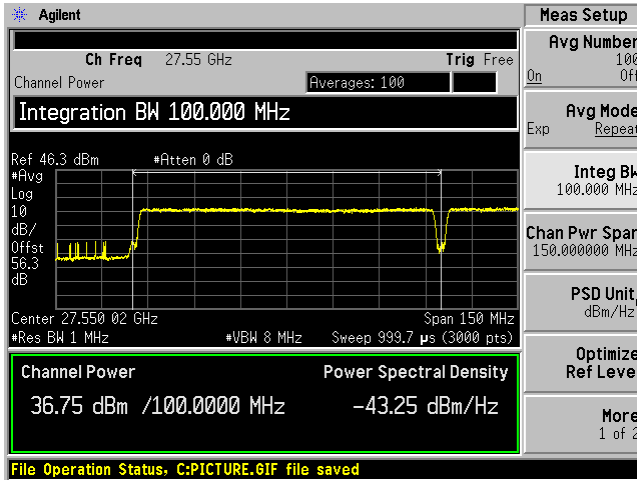 Agilent
Ch Freq 27.55 GHz Trig Free
Channel Power Averages: 100
Integration BW 100.000 MHz
Ref 46.3 dBm #Atten 0 dB
#Avg
Log
10
dB/
Offst
56.3
dB
Center 27.550 02 GHz Span 150 MHz
#Res BW 1 MHz #VBW 8 MHz Sweep 999.7 µs (3000 pts)
Channel Power Power Spectral Density
36.75 dBm /100.0000 MHz -43.25 dBm/Hz
File Operation Status, C:PICTURE.GIF file saved
Meas Setup
Avg Number
100
On Off
Avg Mode
Exp Repeat
Integ BW
100.000 MHz
Chan Pwr Span
150.000000 MHz
PSD Unit
dBm/Hz
Optimize
Ref Level
More
1 of 2